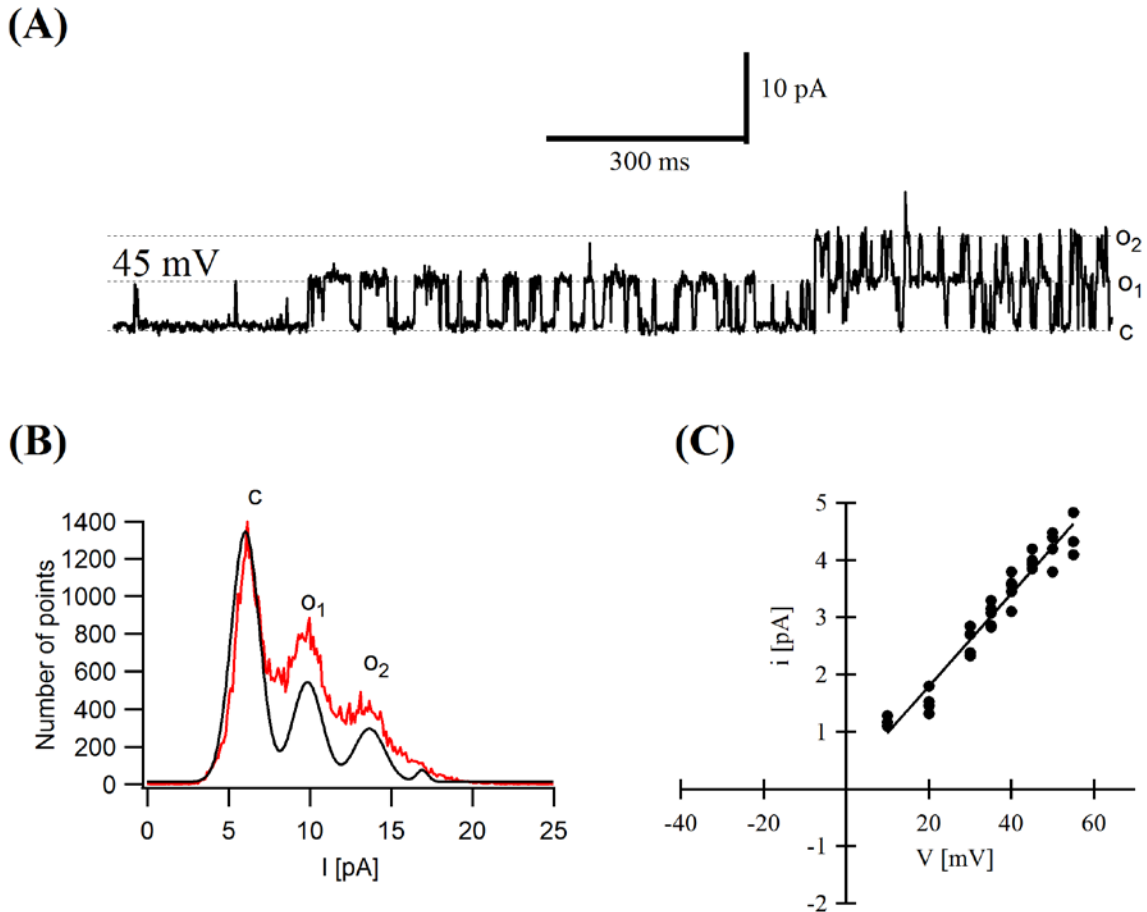 (A)
10 pA
300 ms
45 mV
o2
o1
c
(B)
c
o1
o2
1400
1200
1000
800
600
400
200
0
Number of points
0 5 10 15 20 25
I [pA]
(C)
5
4
3
2
1
-1
-2
i [pA]
-40 -20 20 40 60
V [mV]